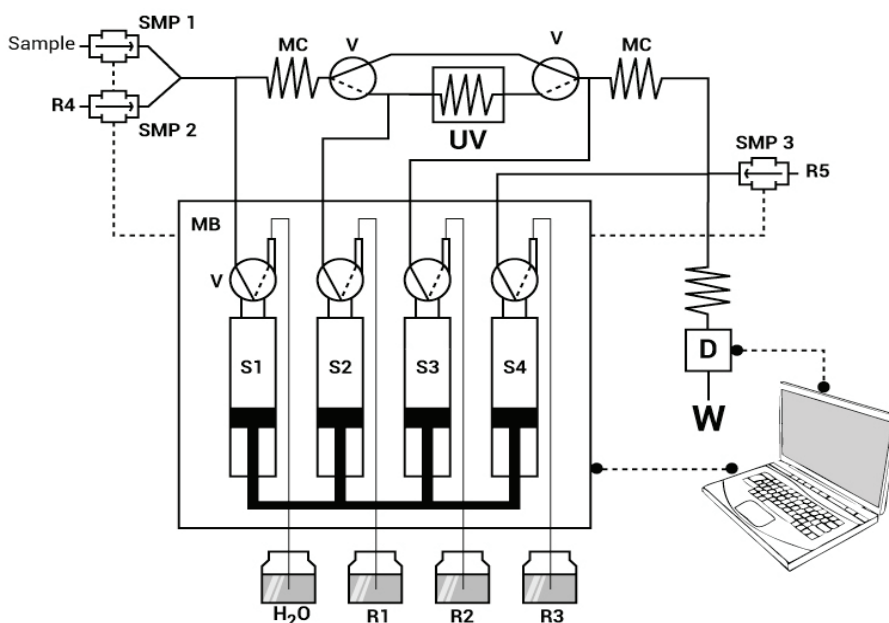 SMP 1
Sample
MC
V
V
MC
R4
SMP 2
UV
SMP 3
R5
MB
V
S1
S2
S3
S4
D
W
H₂O
R1
R2
R3